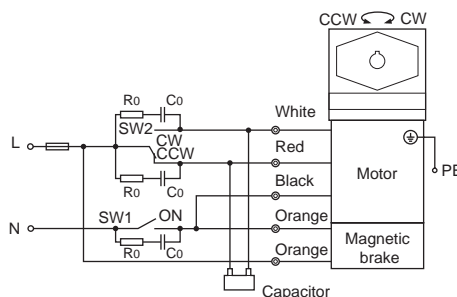 CCW CW
R0 C0
White
SW2
CW
L
CCW
Red
R0 C0
Black
Motor
PE
SW1 ON
Orange
N
R0 C0
Orange
Magnetic
brake
Capacitor